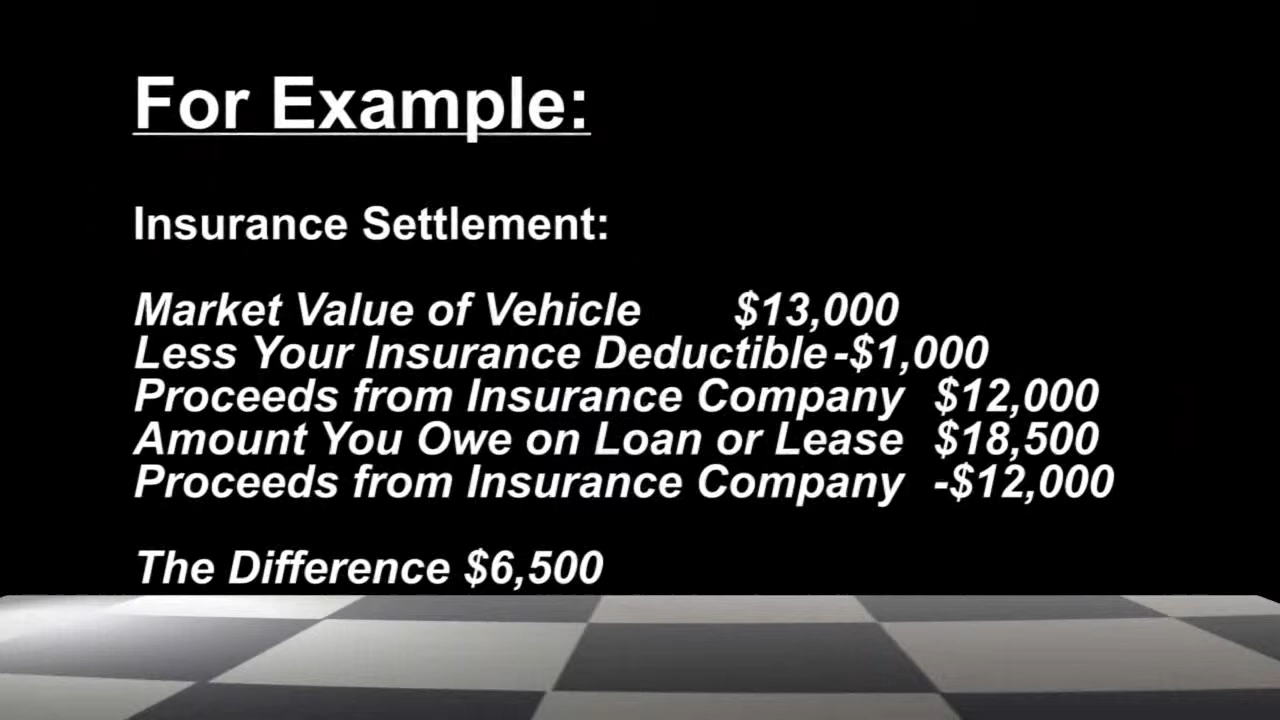 For Example:
Insurance Settlement:
Market Value of Vehicle $13,000
Less Your Insurance Deductible -$1,000
Proceeds from Insurance Company $12,000
Amount You Owe on Loan or Lease $18,500
Proceeds from Insurance Company -$12,000
The Difference $6,500